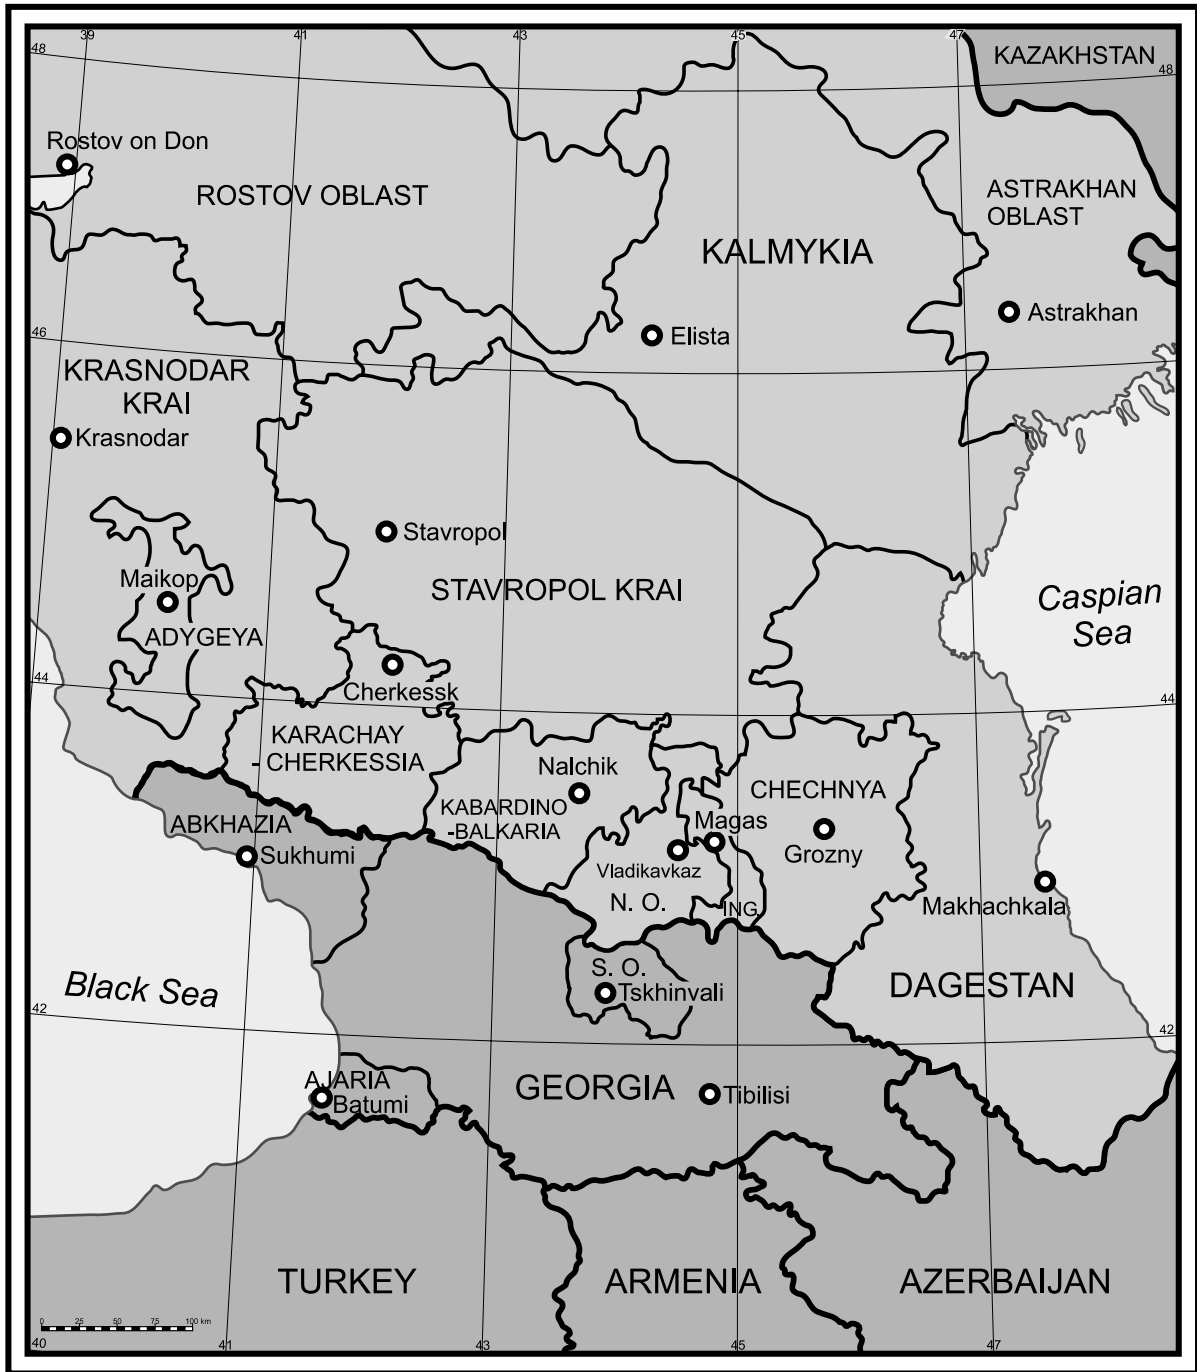 39
41
43
45
47
48
KAZAKHSTAN
48
Rostov on Don
ROSTOV OBLAST
ASTRAKHAN
OBLAST
KALMYKIA
Astrakhan
Elista
46
KRASNODAR
KRAI
Krasnodar
Stavropol
Maikop
STAVROPOL KRAI
Caspian
Sea
ADYGEYA
Cherkessk
44
44
KARACHAY
- CHERKESSIA
Nalchik
CHECHNYA
KABARDINO
-BALKARIA
Magas
ABKHAZIA
Sukhumi
Grozny
Vladikavkaz
N. O.
ING
Makhachkala
S. O.
Tskhinvali
Black Sea
DAGESTAN
42
42
AJARIA
Batumi
GEORGIA
Tibilisi
TURKEY
ARMENIA
AZERBAIJAN
0 25 50 75 100 km
40
41
43
45
47